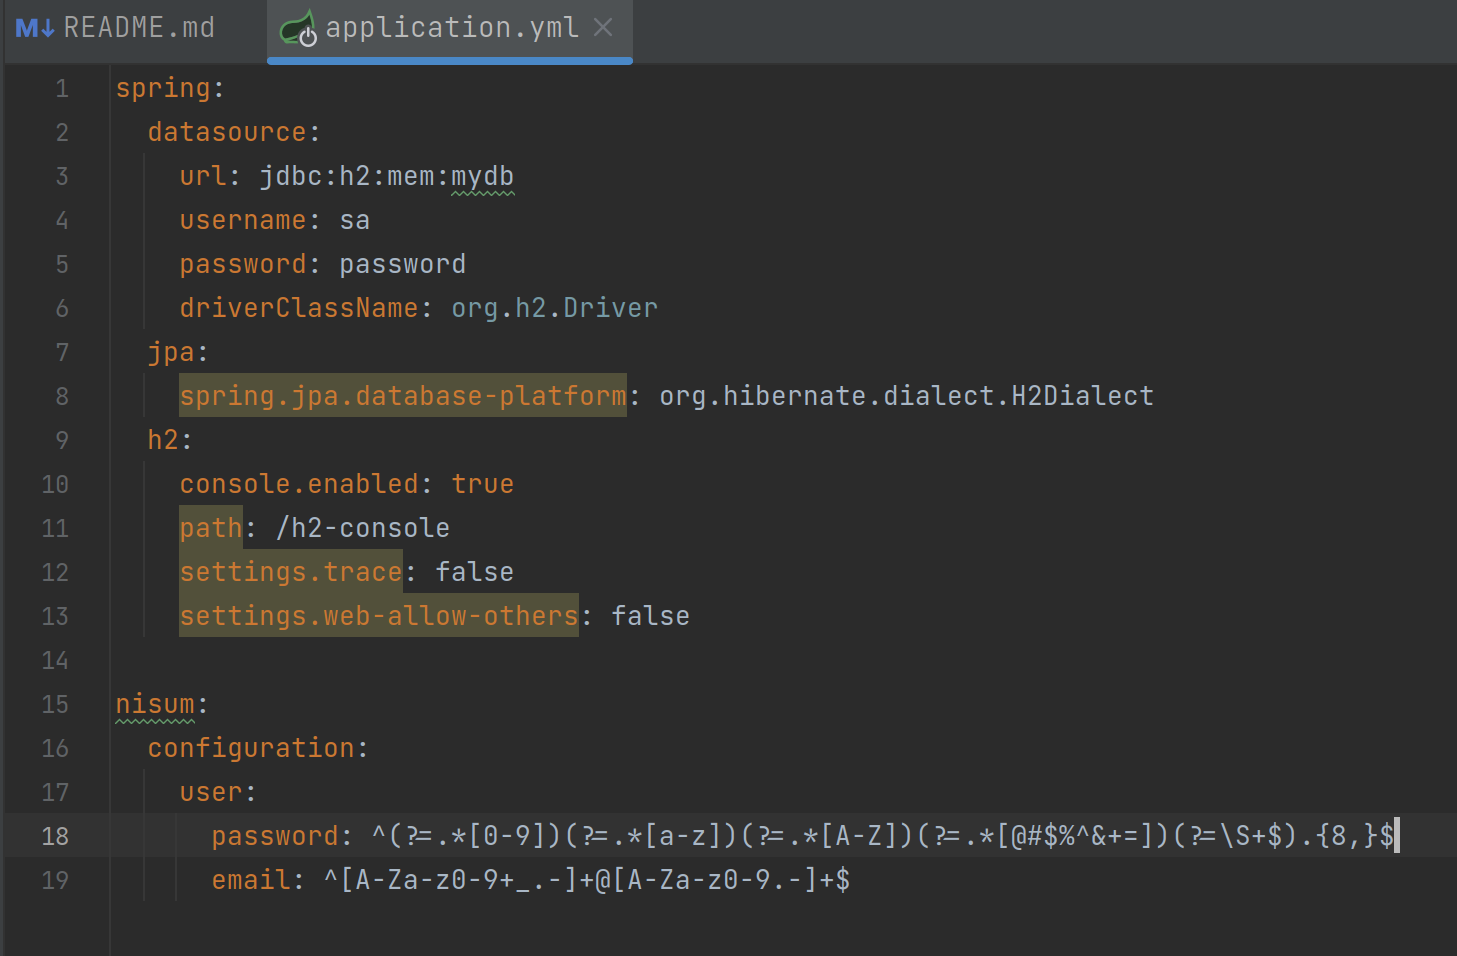 M↓ README.md application.yml ×
1 spring:
2   datasource:
3     url: jdbc:h2:mem:mydb
4     username: sa
5     password: password
6     driverClassName: org.h2.Driver
7   jpa:
8     spring.jpa.database-platform: org.hibernate.dialect.H2Dialect
9   h2:
10     console.enabled: true
11     path: /h2-console
12     settings.trace: false
13     settings.web-allow-others: false
14
15 nisum:
16   configuration:
17     user:
18       password: ^(?=.*[0-9])(?=.*[a-z])(?=.*[A-Z])(?=.*[@#$%^&+=])(?=\S+$).{8,}$
19       email: ^[A-Za-z0-9+_.-]+@[A-Za-z0-9.-]+$